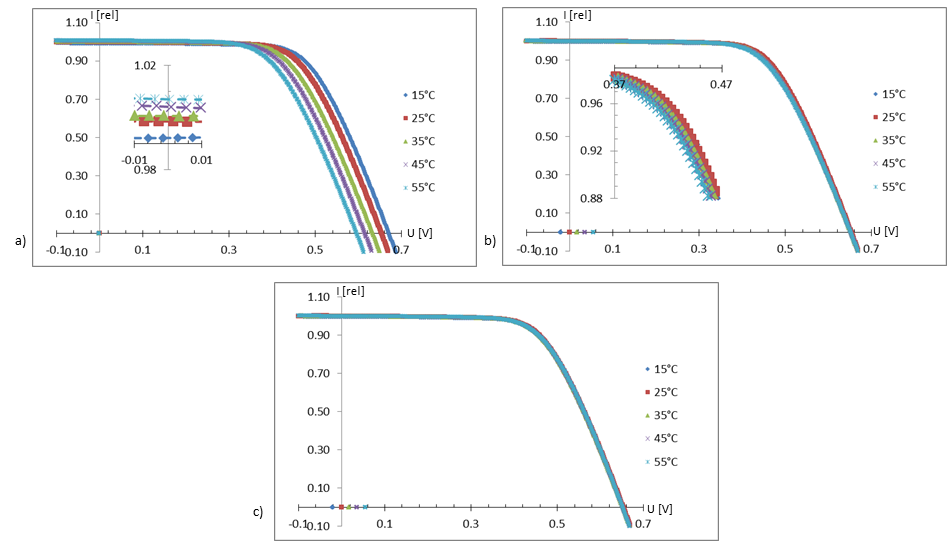 I [rel]
1.10
0.90
0.70
0.50
0.30
0.10
-0.10
-0.1
0.1
0.3
0.5
0.7
U [V]
1.02
-0.01
0.01
0.98
15°C
25°C
35°C
45°C
55°C
a)
I [rel]
1.10
0.90
0.70
0.50
0.30
0.10
-0.10
-0.1
0.1
0.3
0.5
0.7
U [V]
0.37
0.47
0.96
0.92
0.88
15°C
25°C
35°C
45°C
55°C
b)
I [rel]
1.10
0.90
0.70
0.50
0.30
0.10
-0.10
-0.1
0.1
0.3
0.5
0.7
U [V]
15°C
25°C
35°C
45°C
55°C
c)